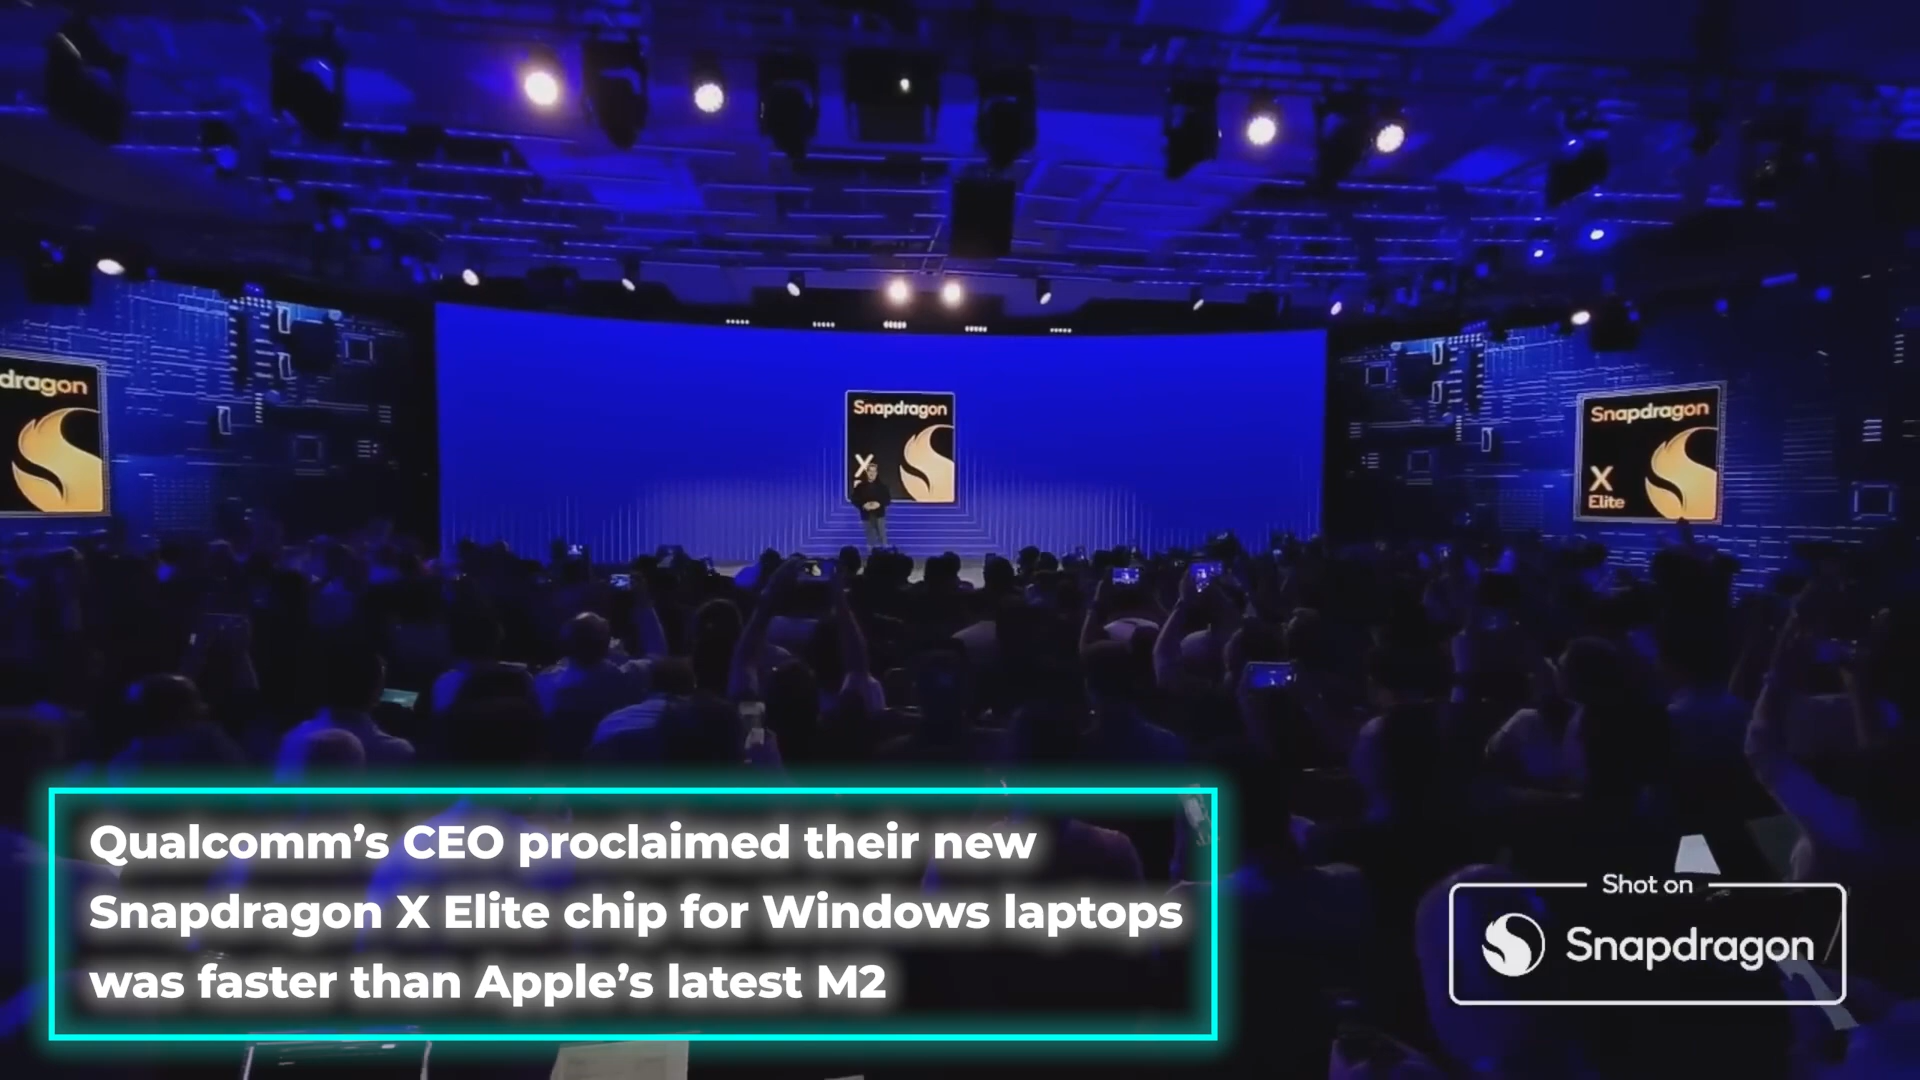 dragon
Snapdragon
X
Snapdragon
X
Elite
Qualcomm’s CEO proclaimed their new
Snapdragon X Elite chip for Windows laptops
was faster than Apple’s latest M2
Shot on
Snapdragon